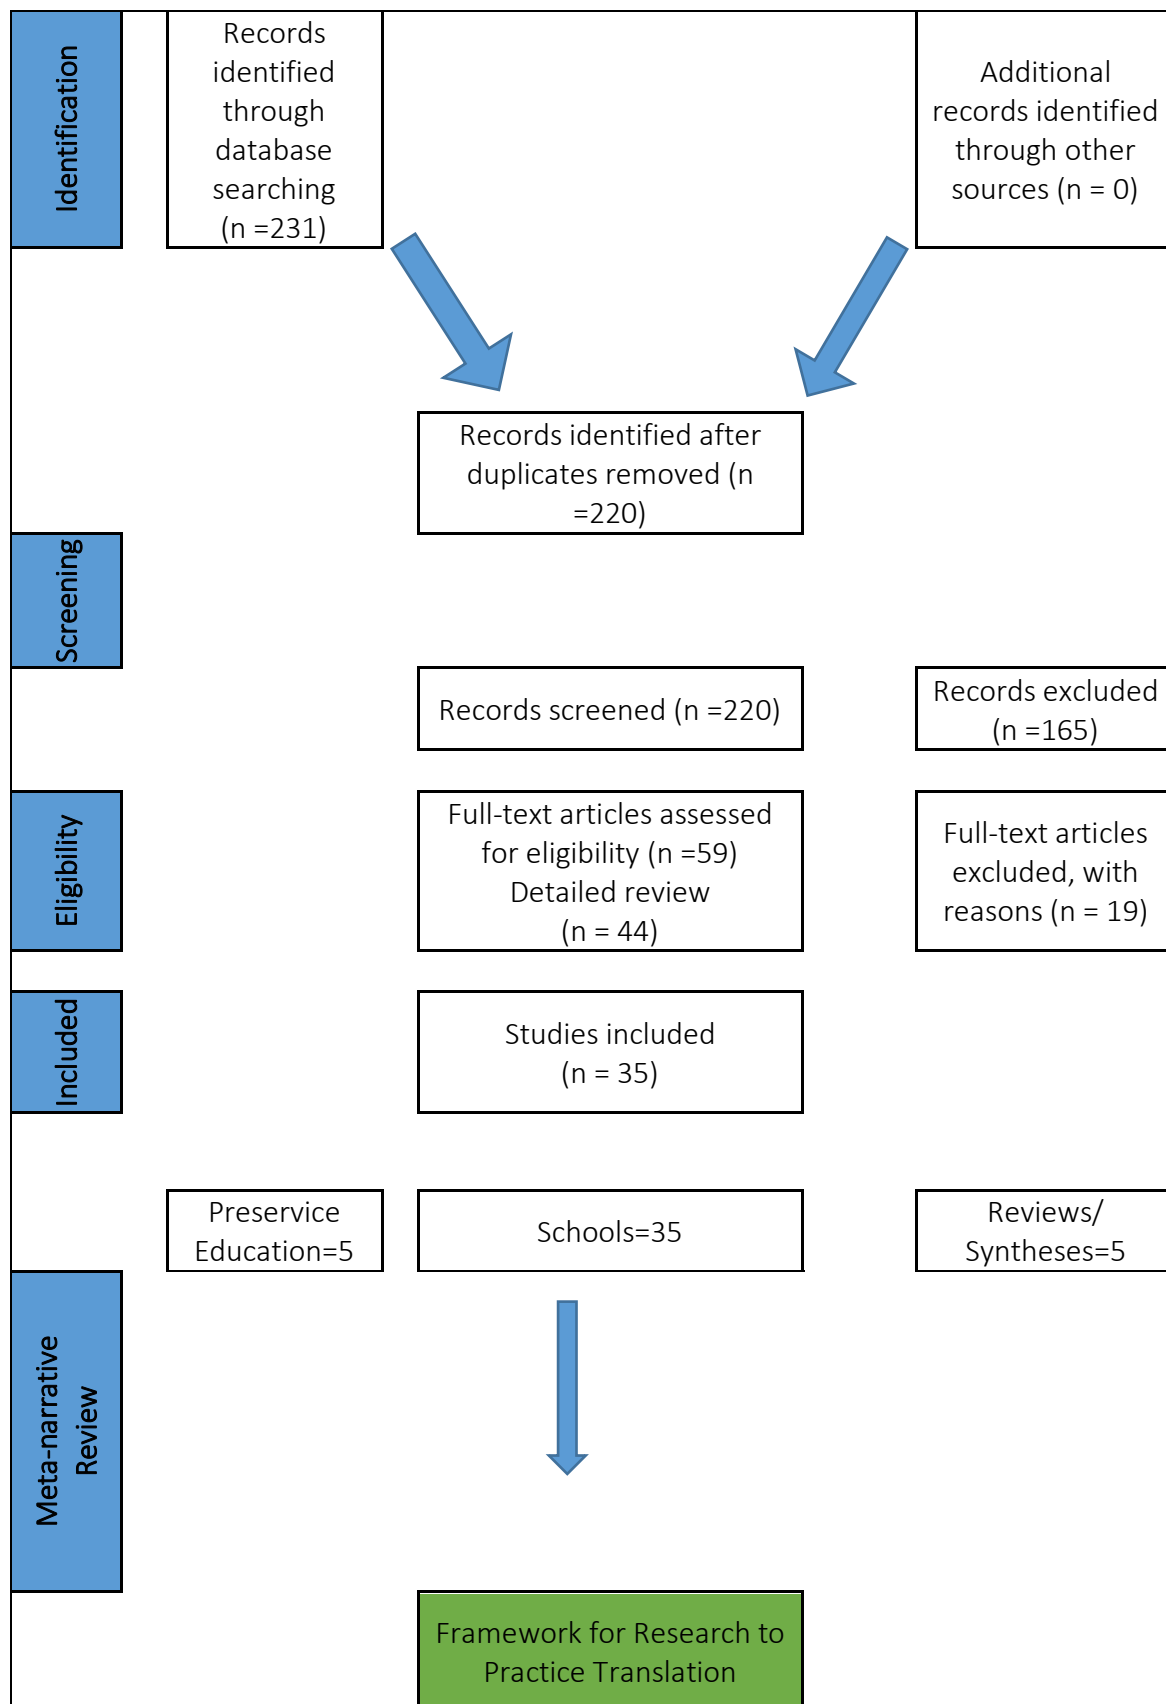 Identification
Records
identified
through
database
searching
(n =231)
Additional
records identified
through other
sources (n = 0)
Records identified after
duplicates removed (n
=220)
Screening
Records screened (n =220)
Records excluded
(n =165)
Eligibility
Full-text articles assessed
for eligibility (n =59)
Detailed review
(n = 44)
Full-text articles
excluded, with
reasons (n = 19)
Included
Studies included
(n = 35)
Preservice
Education=5
Schools=35
Reviews/
Syntheses=5
Meta-narrative
Review
Framework for Research to
Practice Translation